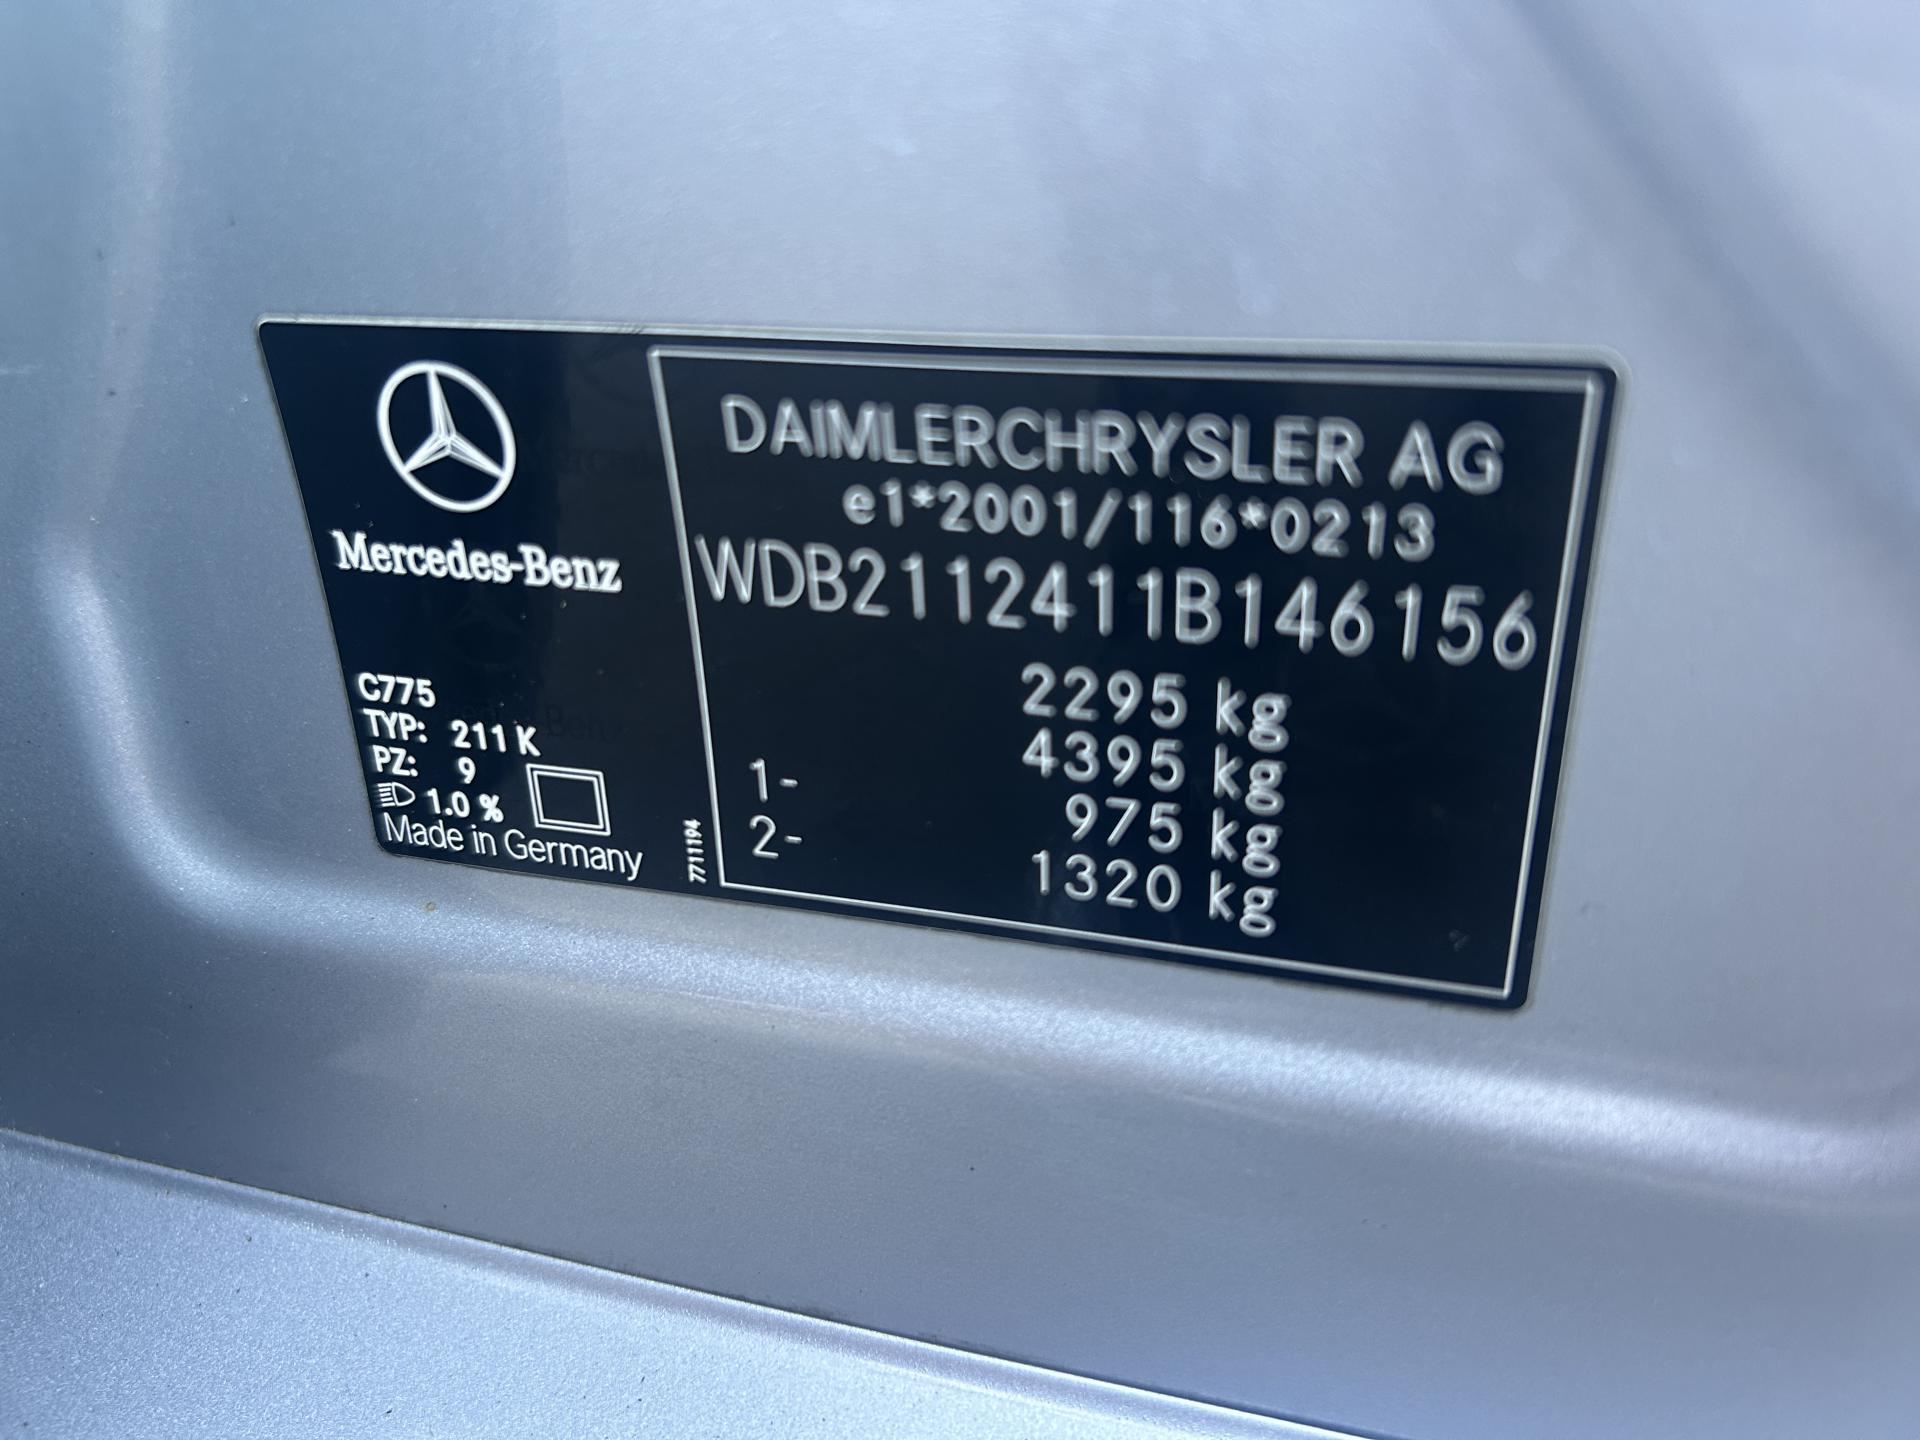 Mercedes-Benz
C775
TYP: 211 K
PZ: 9
1.0 %
Made in Germany
7711194
DAIMLERCHRYSLER AG
e1*2001/116*0213
WDB2112411B146156
2295 kg
4395 kg
1- 975 kg
2- 1320 kg